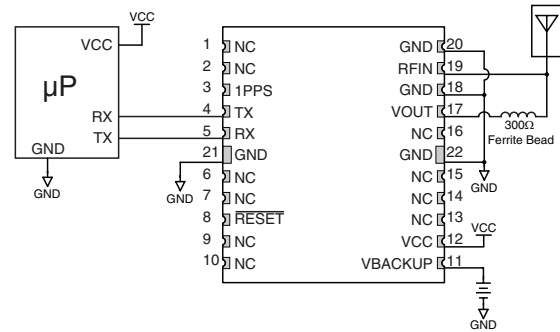 VCC
VCC
µP
RX
TX
GND
GND
1 NC
2 NC
3 1PPS
4 TX
5 RX
21 GND
GND
6 NC
7 NC
8 RESET
9 NC
10 NC
GND 20
RFIN 19
GND 18
VOUT 17
NC 16
GND 22
NC 15
NC 14
NC 13
VCC 12
VBACKUP 11
300Ω
Ferrite Bead
GND
VCC
GND